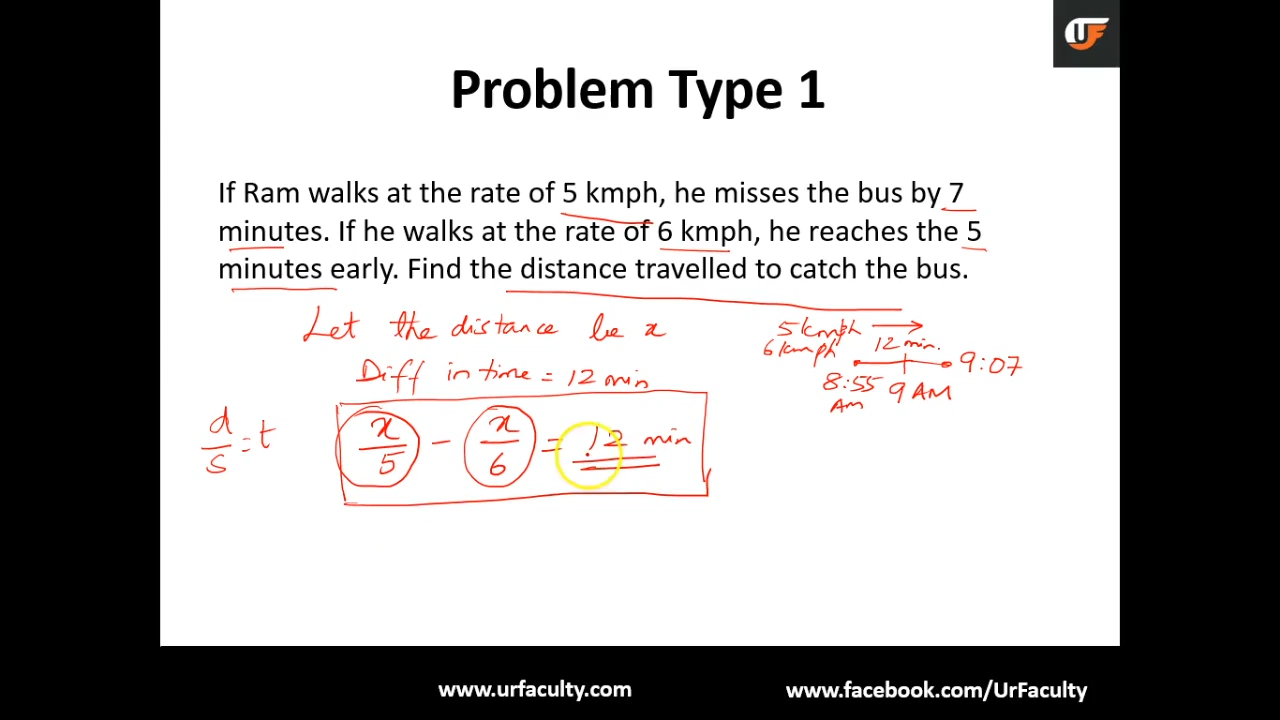 UF
Problem Type 1
If Ram walks at the rate of 5 kmph, he misses the bus by 7
minutes. If he walks at the rate of 6 kmph, he reaches the 5
minutes early. Find the distance travelled to catch the bus.
Let the distance be x
5kmph
6kmph
12 min.
8:55
Am
9 AM
9:07
Diff in time = 12 min
d/s = t
x/5 - x/6 = 12 min
www.urfaculty.com
www.facebook.com/UrFaculty